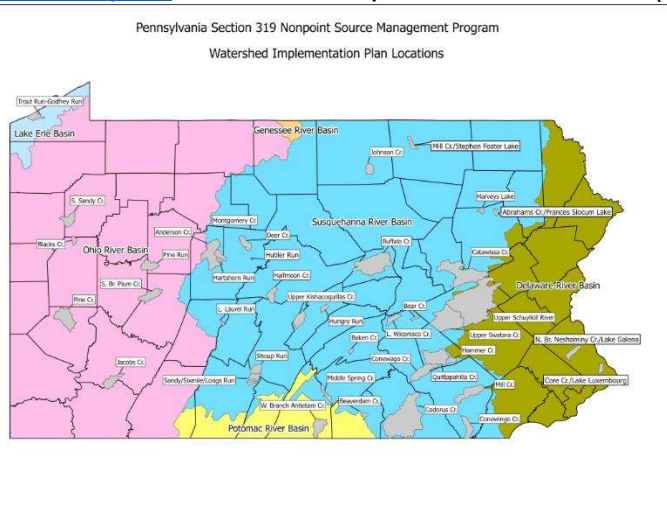 Pennsylvania Section 319 Nonpoint Source Management Program
Watershed Implementation Plan Locations
Trout Run-Godfrey Run
Lake Erie Basin
Genessee River Basin
Johnson Cr.
Mill Cr./Stephen Foster Lake
S. Sandy Cr.
Harveys Lake
Abrahams Cr./Frances Slocum Lake
Montgomery Cr.
Susquehanna River Basin
Anderson Cr.
Deer Cr.
Buffalo Cr.
Blacks Cr.
Ohio River Basin
Pine Run
Hubler Run
Catawissa Cr.
Hartshorn Run
Halfmoon Cr.
S. Br. Plum Cr.
Delaware River Basin
Pine Cr.
Upper Kishacoquillas Cr.
L. Laurel Run
Bear Cr.
Hungry Run
Upper Schuylkill River
L. Wiconisco Cr.
Upper Swatara Cr.
Baken Cr.
N. Br. Neshaminy Cr./Lake Galena
Hammer Cr.
Jacobs Cr.
Shoup Run
Conewago Cr.
Sandy/Sixmile/Longs Run
Middle Spring Cr.
Quittapahilla Cr.
Mill Cr.
Core Cr./Lake Luxembourg
W. Branch Antietam Cr.
Beaverdam Cr.
Codorus Cr.
Conowingo Cr.
Potomac River Basin